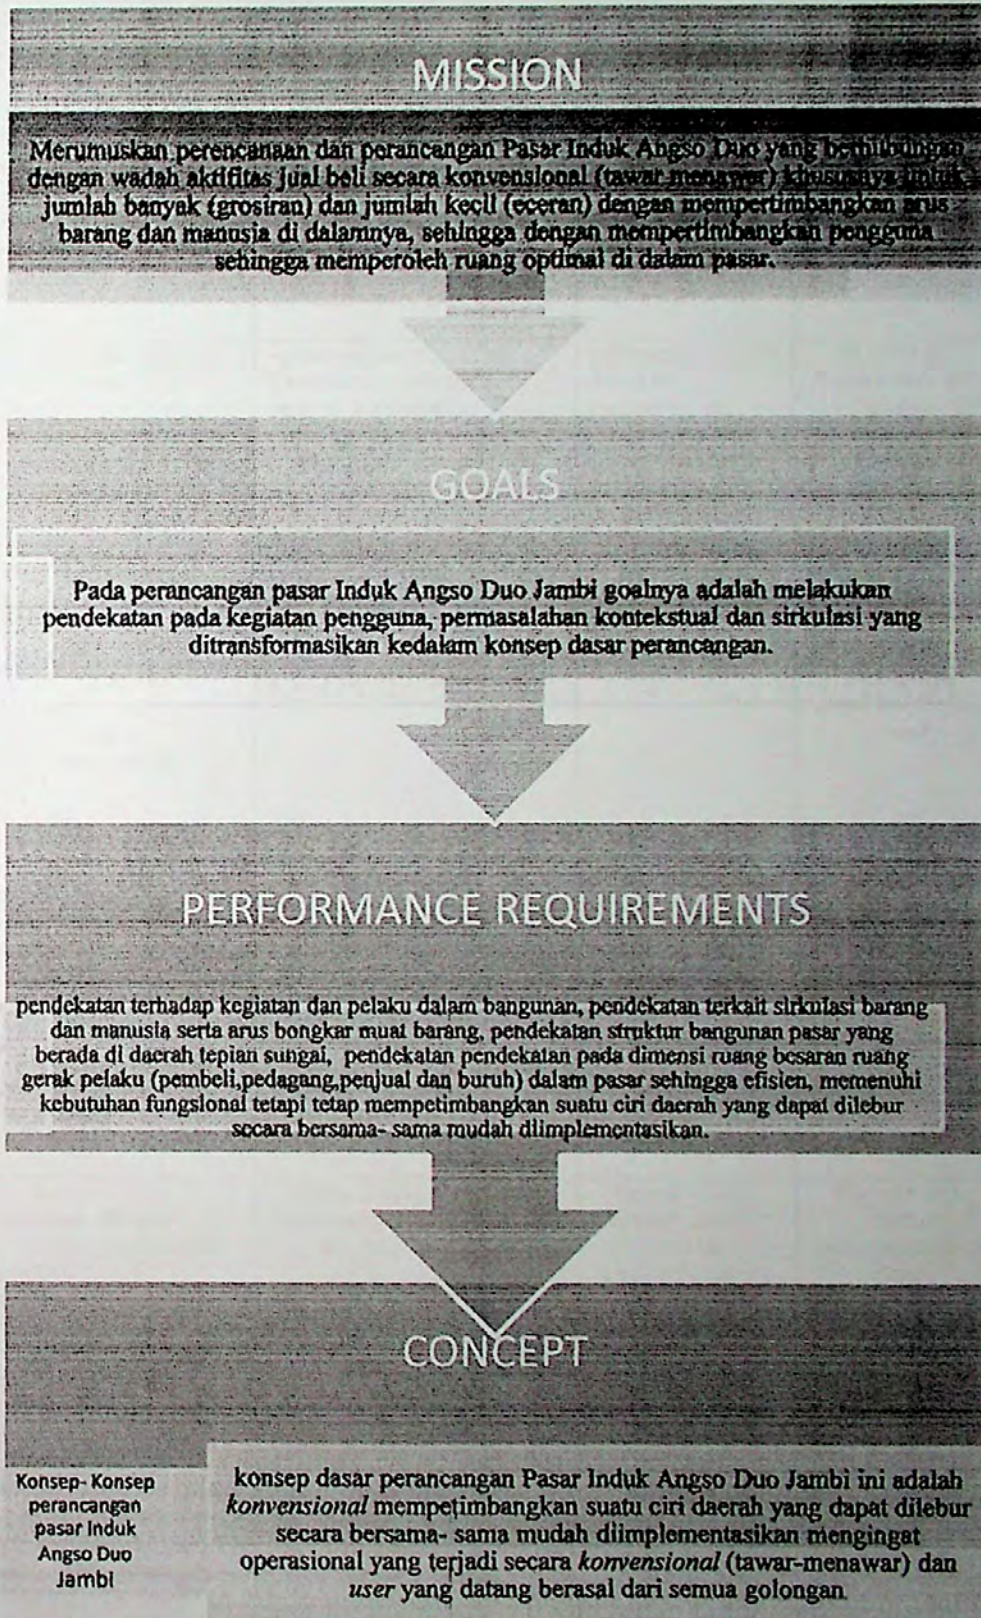 MISSION
Merumuskan perencanaan dan perancangan Pasar Induk Angso Duo yang berhubungan
dengan wadah aktifitas jual beli secara konvensional (tawar menawar) khususnya untuk
jumlah banyak (grosiran) dan jumlah kecil (eceran) dengan mempertimbangkan arus
barang dan manusia di dalamnya, sehingga dengan mempertimbangkan pengguna
sehingga memperoleh ruang optimal di dalam pasar.
GOALS
Pada perancangan pasar Induk Angso Duo Jambi goalnya adalah melakukan
pendekatan pada kegiatan pengguna, permasalahan kontekstual dan sirkulasi yang
ditransformasikan kedalam konsep dasar perancangan.
PERFORMANCE REQUIREMENTS
pendekatan terhadap kegiatan dan pelaku dalam bangunan, pendekatan terkait sirkulasi barang
dan manusia serta arus bongkar muat barang, pendekatan struktur bangunan pasar yang
berada di daerah tepian sungai, pendekatan pendekatan pada dimensi ruang besaran ruang
gerak pelaku (pembeli,pedagang,penjual dan buruh) dalam pasar sehingga efisien, memenuhi
kebutuhan fungsional tetapi tetap mempetimbangkan suatu ciri daerah yang dapat dilebur
secara bersama- sama mudah diimplementasikan.
CONCEPT
Konsep- Konsep
perancangan
pasar Induk
Angso Duo
Jambi
konsep dasar perancangan Pasar Induk Angso Duo Jambi ini adalah
konvensional mempetimbangkan suatu ciri daerah yang dapat dilebur
secara bersama- sama mudah diimplementasikan mengingat
operasional yang terjadi secara konvensional (tawar-menawar) dan
user yang datang berasal dari semua golongan.